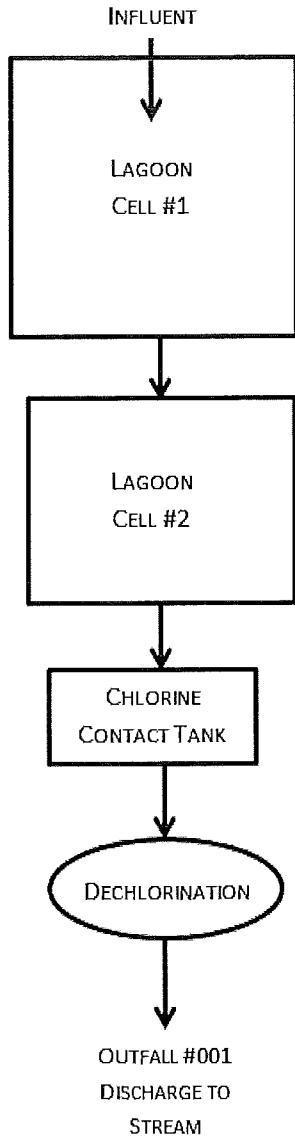 INFLUENT
LAGOON
CELL #1
LAGOON
CELL #2
CHLORINE
CONTACT TANK
DECHLORINATION
OUTFALL #001
DISCHARGE TO
STREAM